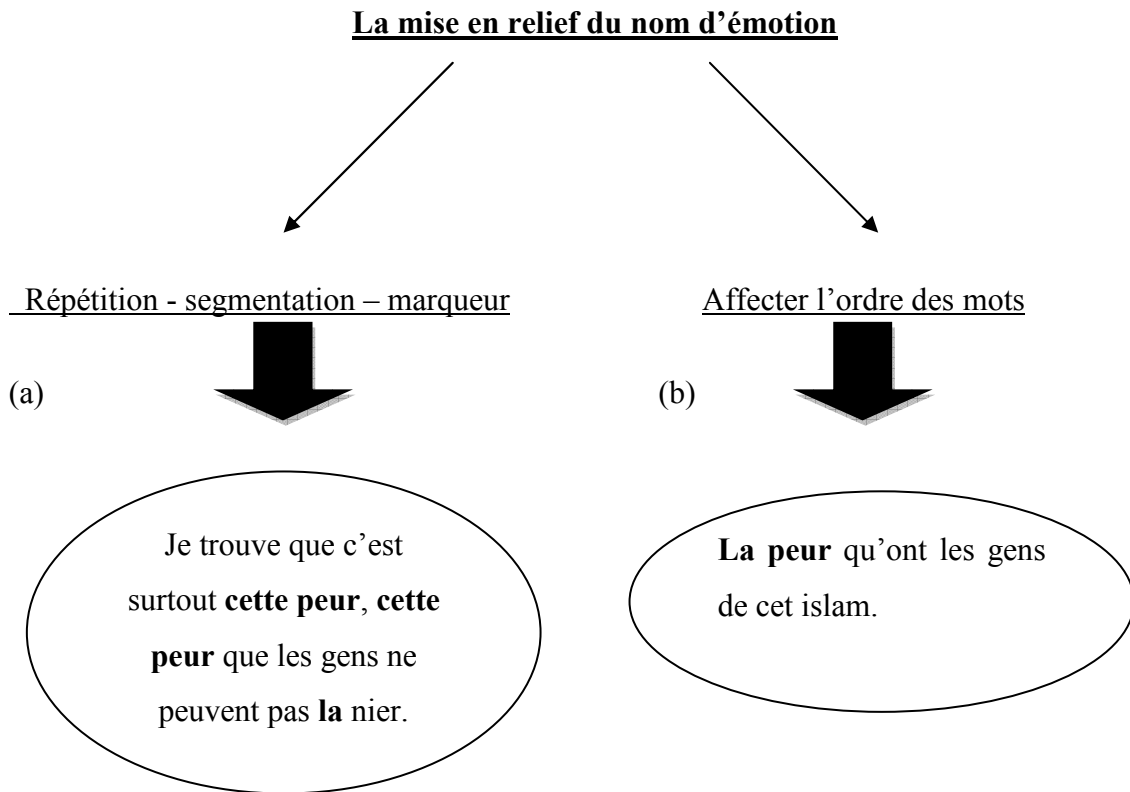 La mise en relief du nom d’émotion
Répétition - segmentation – marqueur
Affecter l’ordre des mots
(a)
(b)
Je trouve que c’est
surtout cette peur, cette
peur que les gens ne
peuvent pas la nier.
La peur qu’ont les gens
de cet islam.